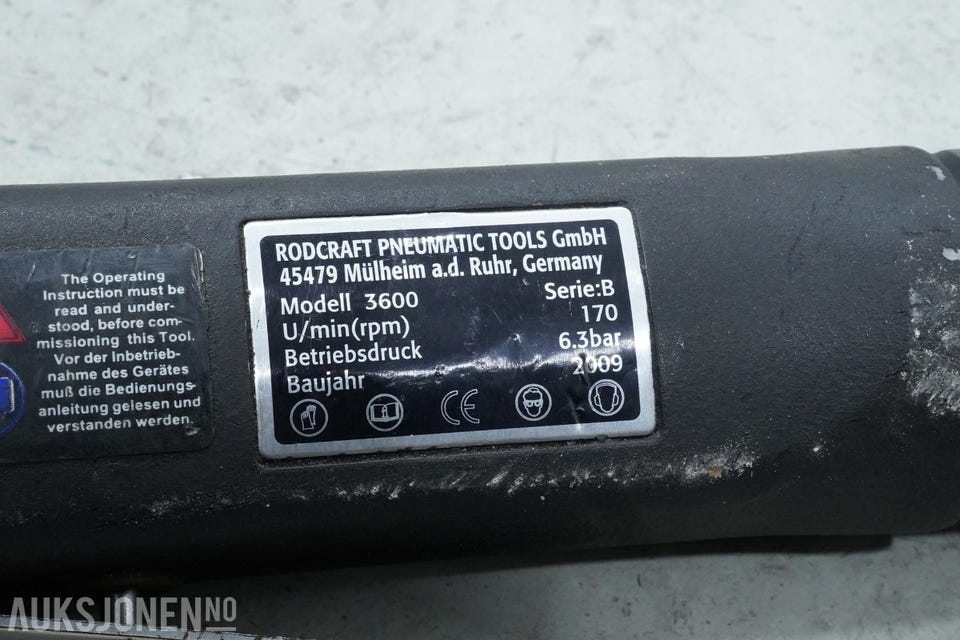 The Operating
Instruction must be
read and under-
stood, before com-
missioning this Tool.
Vor der Inbetrieb-
nahme des Gerätes
muß die Bedienungs-
anleitung gelesen und
verstanden werden.
RODCRAFT PNEUMATIC TOOLS GmbH
45479 Mülheim a.d. Ruhr, Germany
Modell 3600 Serie:B
U/min(rpm) 170
Betriebsdruck 6.3bar
Baujahr 2009
CE
AUKSJONEN.NO